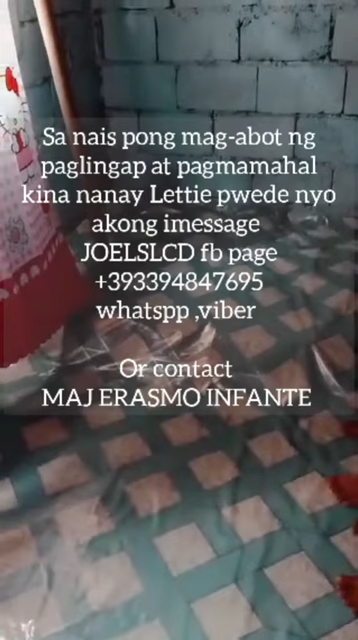 Sa nais pong mag-abot ng
paglingap at pagmamahal
kina nanay Lettie pwede nyo
akong imessage
JOELSLCD fb page
+393394847695
whatspp ,viber
Or contact
MAJ ERASMO INFANTE